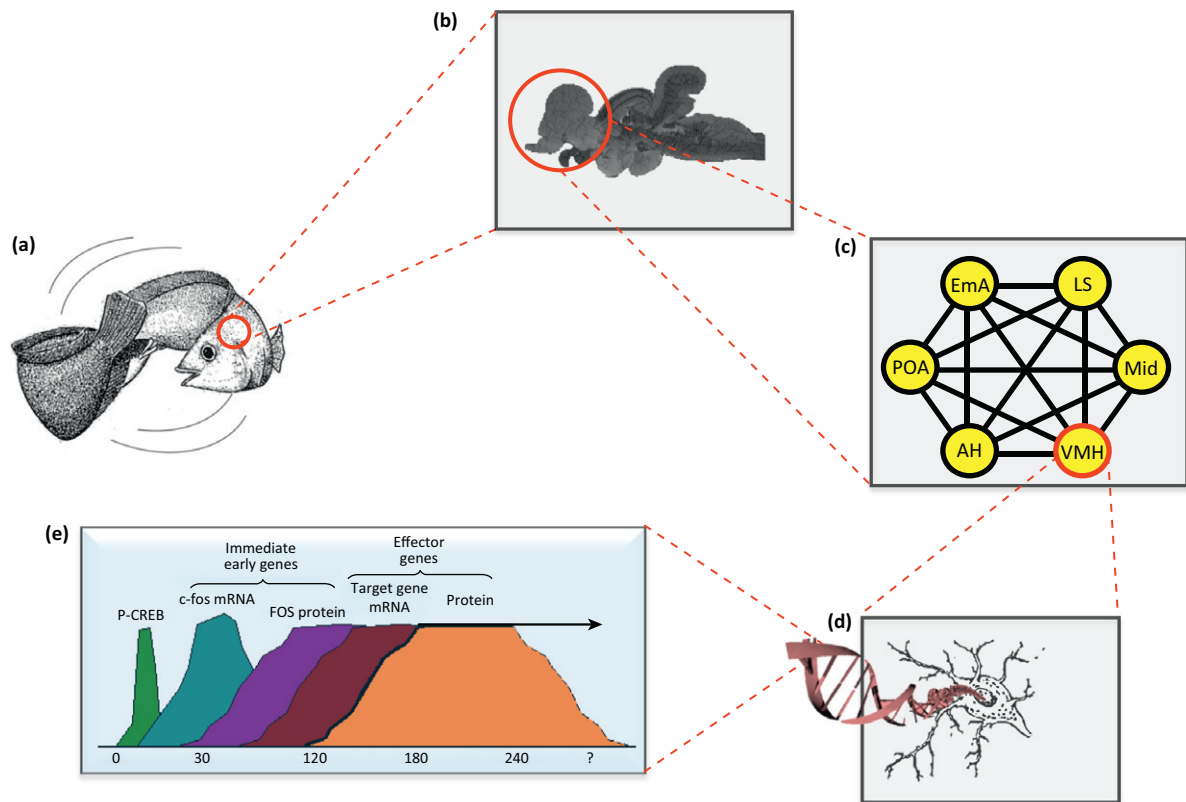 (b)
(a)
(c)
EmA LS
POA Mid
AH VMH
(e)
Immediate
early genes
Effector
genes
P-CREB
c-fos mRNA
FOS protein
Target gene
mRNA
Protein
0 30 120 180 240 ?
(d)